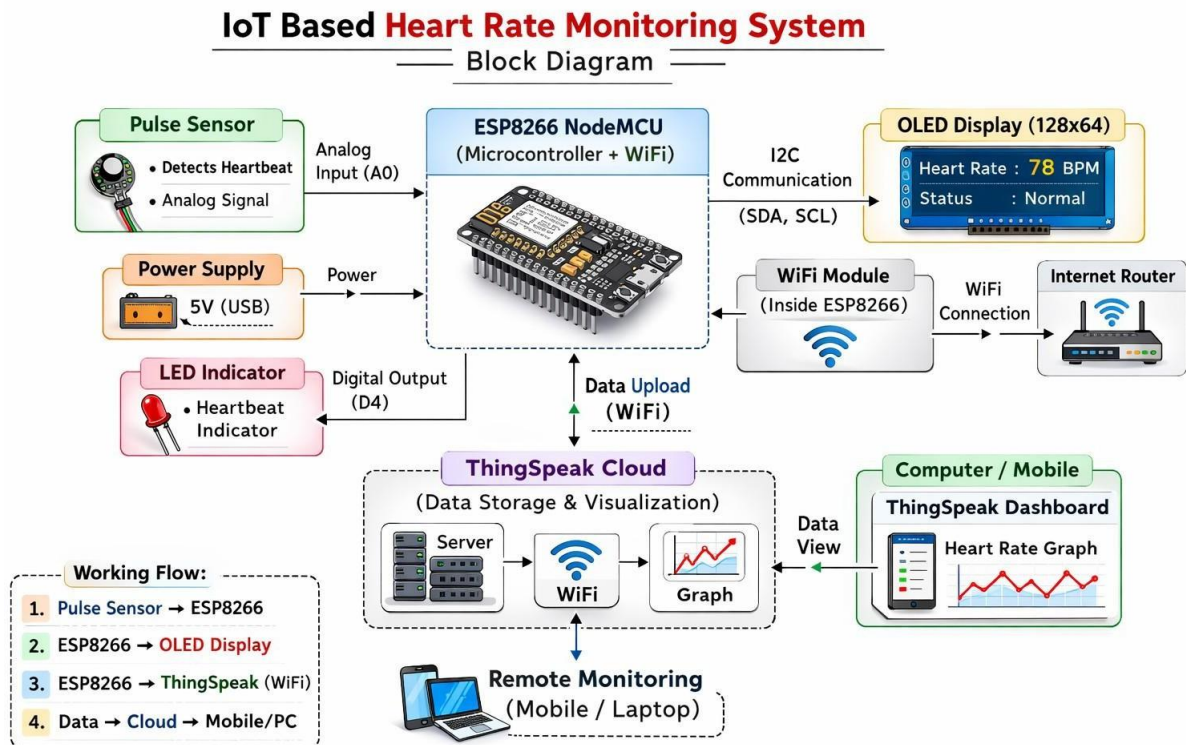 IoT Based Heart Rate Monitoring System
Block Diagram
Pulse Sensor
• Detects Heartbeat
• Analog Signal
Analog
Input (A0)
ESP8266 NodeMCU
(Microcontroller + WiFi)
I2C
Communication
(SDA, SCL)
OLED Display (128x64)
Heart Rate : 78 BPM
Status : Normal
Power Supply
5V (USB)
Power
WiFi Module
(Inside ESP8266)
WiFi
Connection
Internet Router
LED Indicator
• Heartbeat
Indicator
Digital Output
(D4)
Data Upload
(WiFi)
ThingSpeak Cloud
(Data Storage & Visualization)
Server
WiFi
Graph
Data
View
Computer / Mobile
ThingSpeak Dashboard
Heart Rate Graph
Working Flow:
1. Pulse Sensor → ESP8266
2. ESP8266 → OLED Display
3. ESP8266 → ThingSpeak (WiFi)
4. Data → Cloud → Mobile/PC
Remote Monitoring
(Mobile / Laptop)